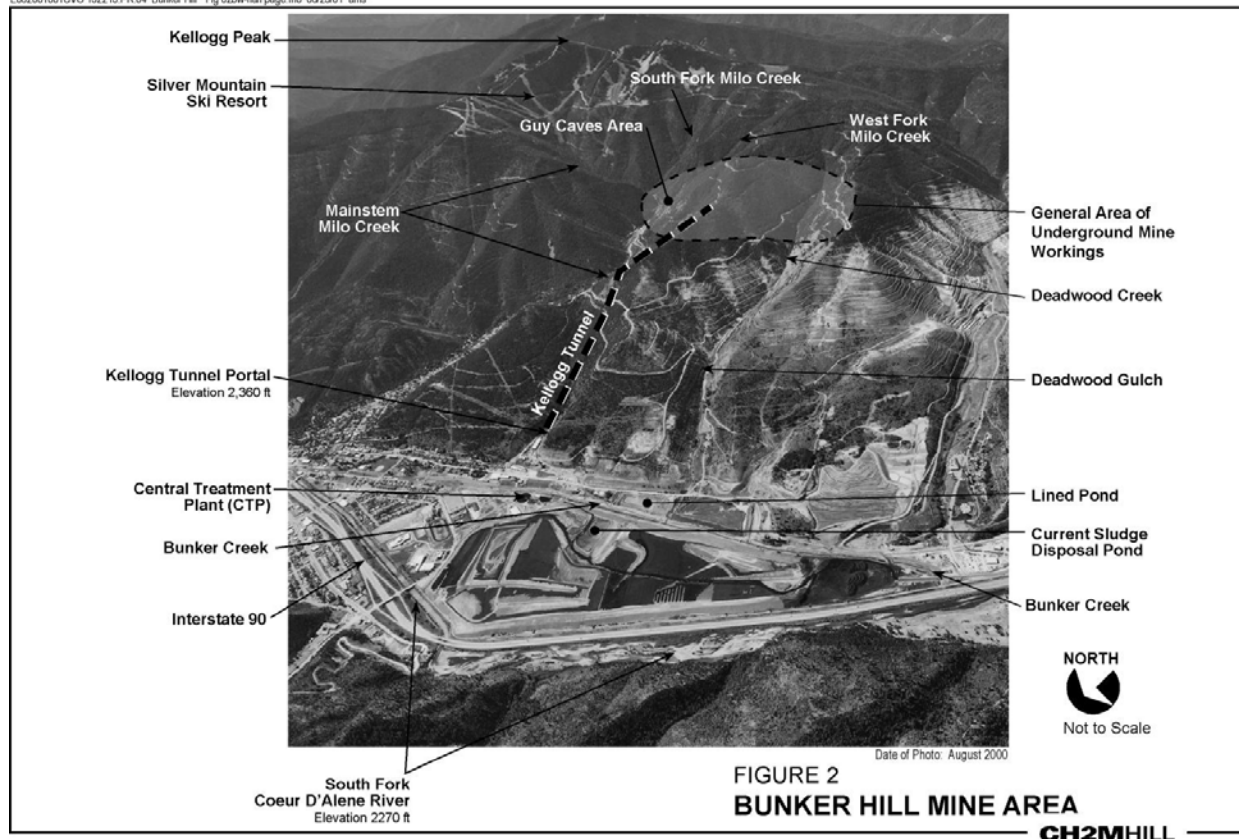 Kellogg Peak
Silver Mountain
Ski Resort
South Fork Milo Creek
Guy Caves Area
West Fork
Milo Creek
Mainstem
Milo Creek
General Area of
Underground Mine
Workings
Deadwood Creek
Kellogg Tunnel
Kellogg Tunnel Portal
Elevation 2,360 ft
Deadwood Gulch
Central Treatment
Plant (CTP)
Lined Pond
Bunker Creek
Current Sludge
Disposal Pond
Interstate 90
Bunker Creek
NORTH
Not to Scale
Date of Photo: August 2000
South Fork
Coeur D'Alene River
Elevation 2270 ft
FIGURE 2
BUNKER HILL MINE AREA
CH2MHILL